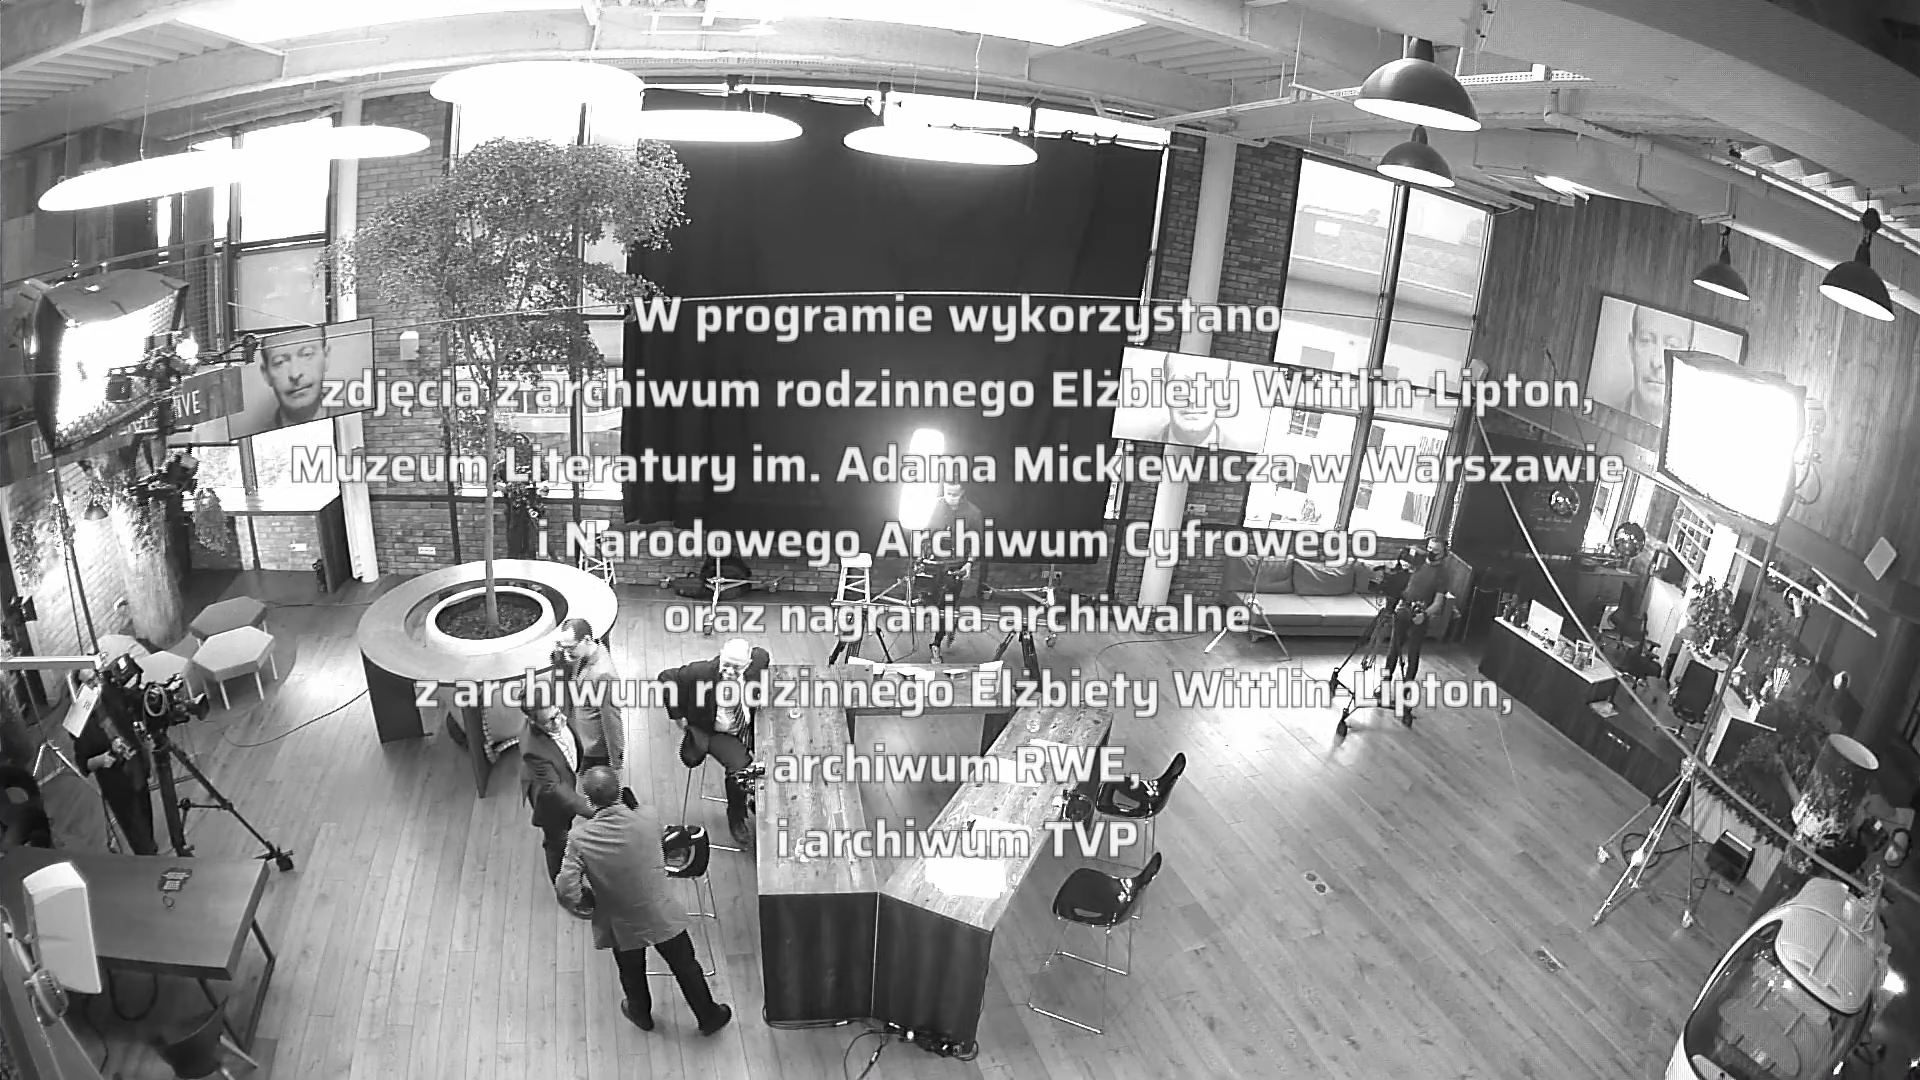 W programie wykorzystano
zdjęcia z archiwum rodzinnego Elżbiety Wittlin-Lipton,
Muzeum Literatury im. Adama Mickiewicza w Warszawie
i Narodowego Archiwum Cyfrowego
oraz nagrania archiwalne
z archiwum rodzinnego Elżbiety Wittlin-Lipton,
archiwum RWE,
i archiwum TVP